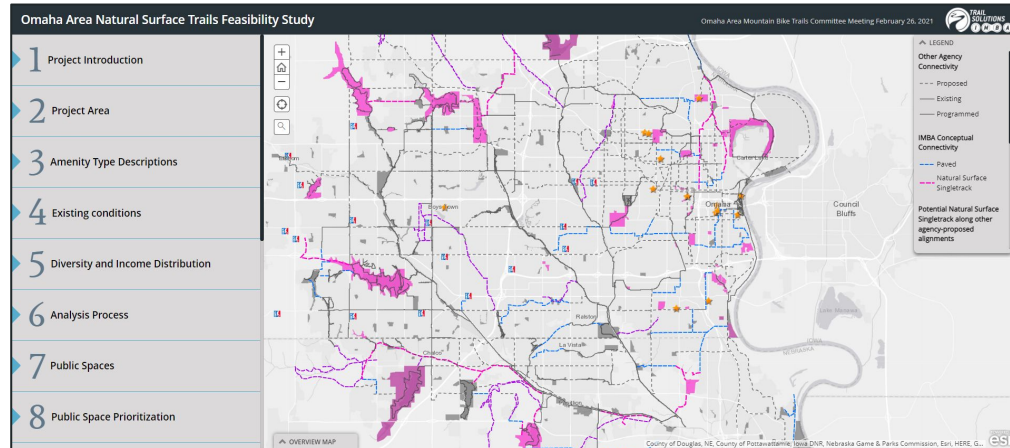 Omaha Area Natural Surface Trails Feasibility Study
Omaha Area Mountain Bike Trails Committee Meeting February 26, 2021
TRAIL
SOLUTIONS
IMBA
1 Project Introduction
2 Project Area
3 Amenity Type Descriptions
4 Existing conditions
5 Diversity and Income Distribution
6 Analysis Process
7 Public Spaces
8 Public Space Prioritization
LEGEND
Other Agency
Connectivity
Proposed
Existing
Programmed
IMBA Conceptual
Connectivity
Paved
Natural Surface
Singletrack
Potential Natural Surface
Singletrack along other
agency-proposed
alignments
Carter Lake
Boys Town
Omaha
Council
Bluffs
Ralston
La Vista
Chalco
IOWA
NEBRASKA
OVERVIEW MAP
County of Douglas, NE, County of Pottawattamie, Iowa DNR, Nebraska Game & Parks Commission, Esri, HERE, G...
esri